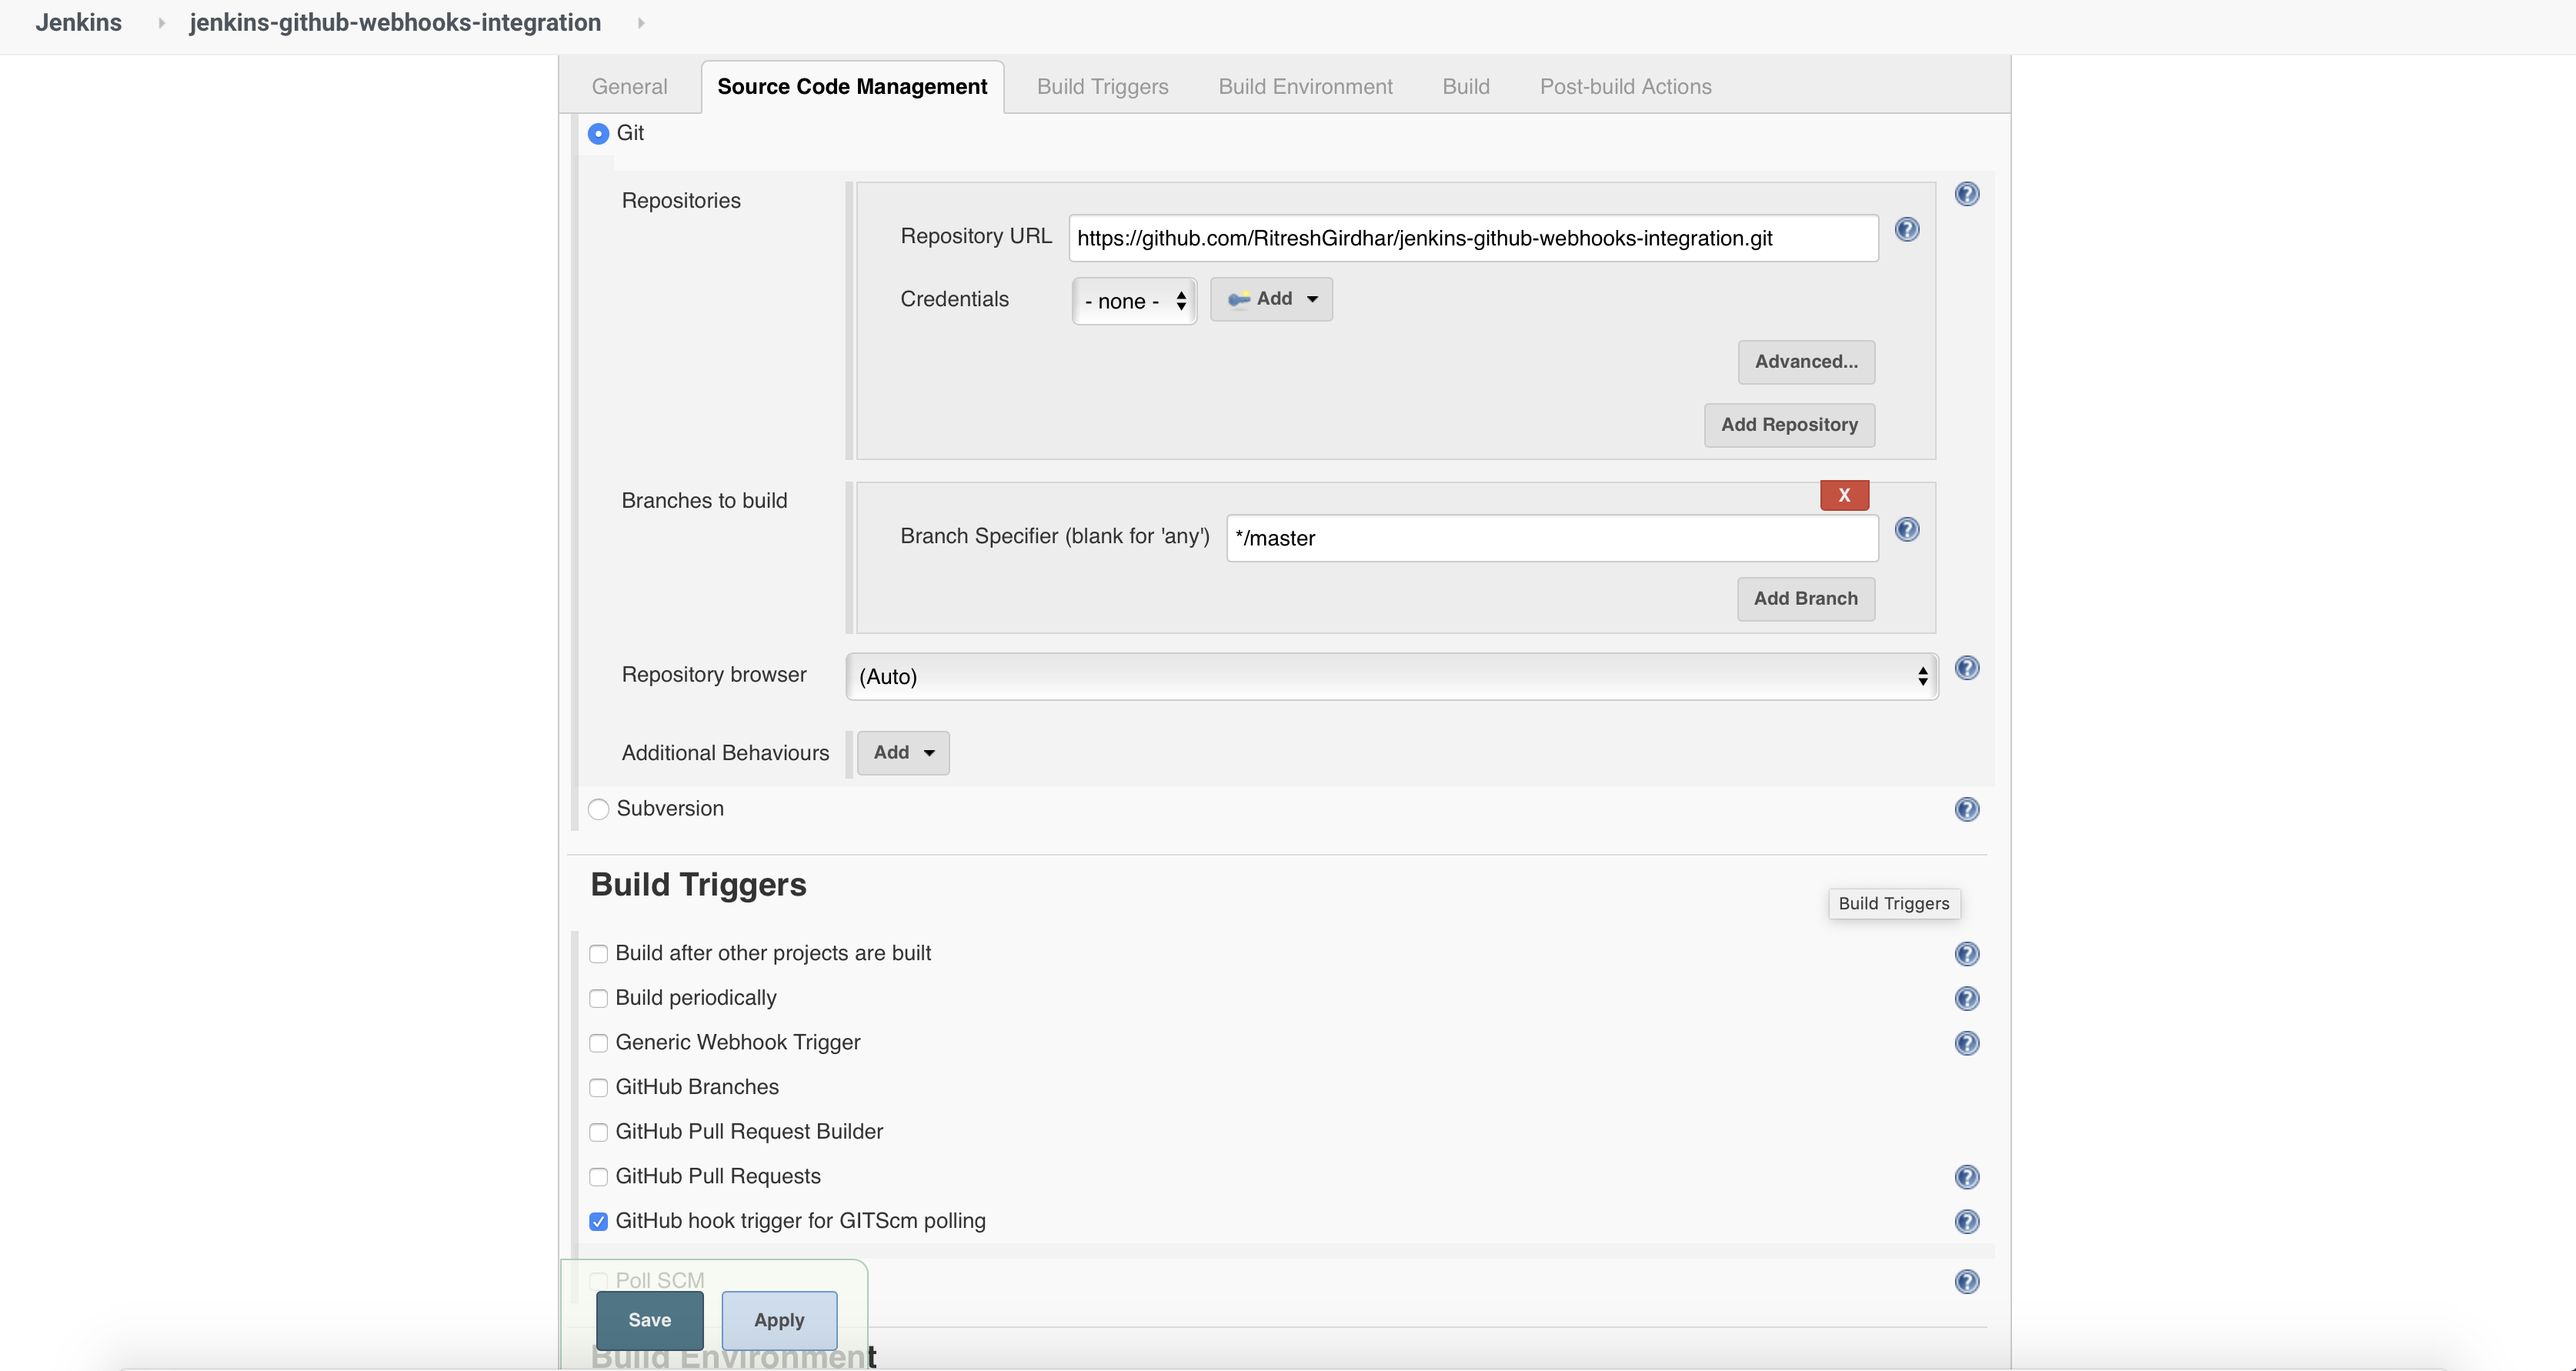 Jenkins jenkins-github-webhooks-integration
General Source Code Management Build Triggers Build Environment Build Post-build Actions
Git
Repositories
Repository URL https://github.com/RitreshGirdhar/jenkins-github-webhooks-integration.git
Credentials - none - Add
Advanced...
Add Repository
Branches to build
X
Branch Specifier (blank for 'any') */master
Add Branch
Repository browser (Auto)
Additional Behaviours Add
Subversion
Build Triggers
Build Triggers
Build after other projects are built
Build periodically
Generic Webhook Trigger
GitHub Branches
GitHub Pull Request Builder
GitHub Pull Requests
GitHub hook trigger for GITScm polling
Poll SCM
Save Apply
Build Environment